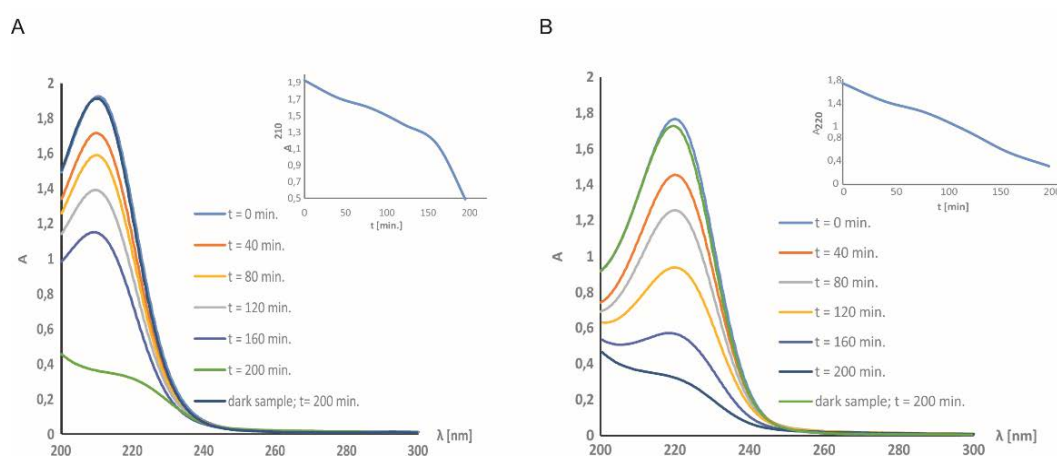 A
2
1,8
1,6
1,4
1,2
1
0,8
0,6
0,4
0,2
0
A
200
220
240
260
280
300
λ [nm]
t = 0 min.
t = 40 min.
t = 80 min.
t = 120 min.
t = 160 min.
t = 200 min.
dark sample; t= 200 min.
1,9
1,7
1,5
1,3
1,1
0,9
0,7
0,5
A 210
0
50
100
150
200
t [min.]
B
2
1,8
1,6
1,4
1,2
1
0,8
0,6
0,4
0,2
0
A
200
220
240
260
280
300
λ [nm]
t = 0 min.
t = 40 min.
t = 80 min.
t = 120 min.
t = 160 min.
t = 200 min.
dark sample; t = 200 min.
1,8
1,6
1
0,8
0,4
0
A220
0
50
100
150
200
t [min]